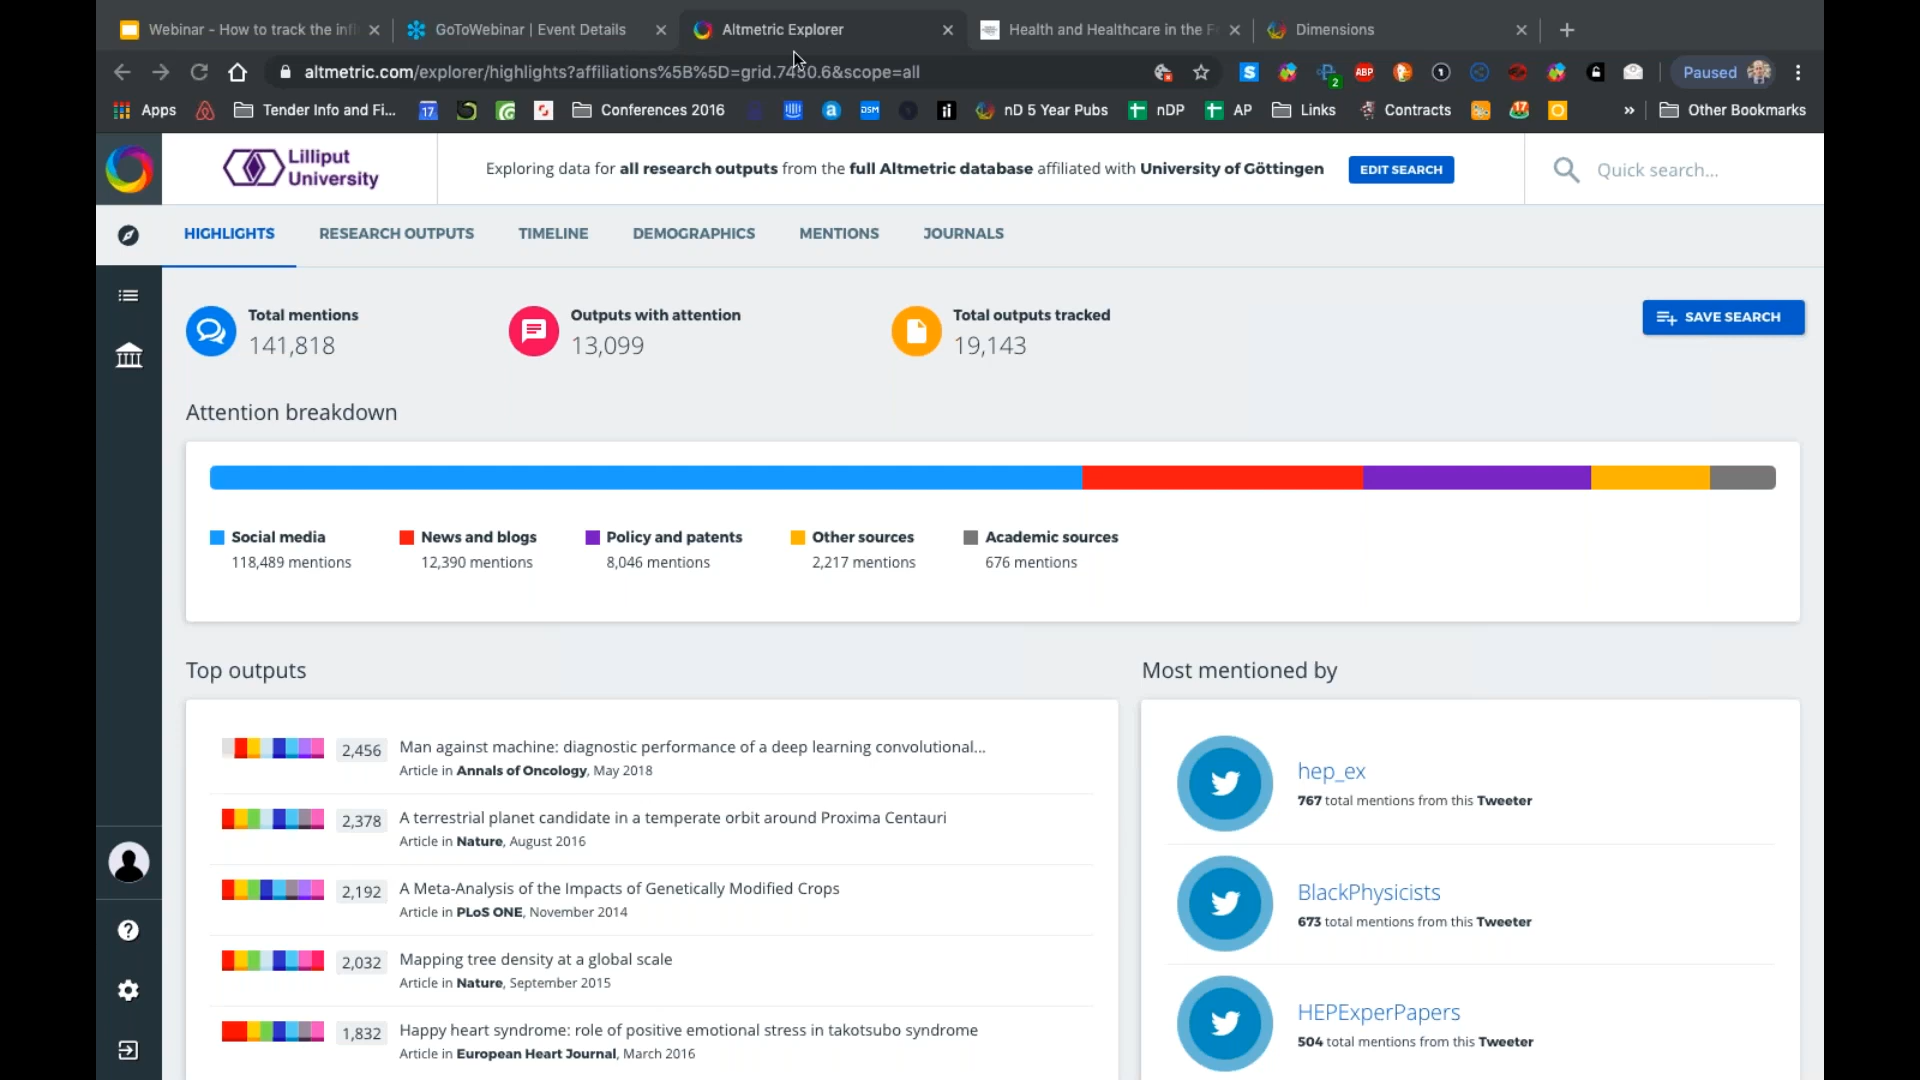 Webinar - How to track the infl
GoToWebinar | Event Details
Altmetric Explorer
Health and Healthcare in the F
Dimensions
altmetric.com/explorer/highlights?affiliations%5B%5D=grid.7450.6&scope=all
ABP
2
Paused
Apps
Tender Info and Fi...
17
Conferences 2016
a
DSM
nD 5 Year Pubs
nDP
AP
Links
Contracts
»
Other Bookmarks
Lilliput
University
Exploring data for all research outputs from the full Altmetric database affiliated with University of Göttingen
EDIT SEARCH
Quick search...
HIGHLIGHTS
RESEARCH OUTPUTS
TIMELINE
DEMOGRAPHICS
MENTIONS
JOURNALS
Total mentions
141,818
Outputs with attention
13,099
Total outputs tracked
19,143
SAVE SEARCH
Attention breakdown
Social media
118,489 mentions
News and blogs
12,390 mentions
Policy and patents
8,046 mentions
Other sources
2,217 mentions
Academic sources
676 mentions
Top outputs
2,456
Man against machine: diagnostic performance of a deep learning convolutional...
Article in Annals of Oncology, May 2018
2,378
A terrestrial planet candidate in a temperate orbit around Proxima Centauri
Article in Nature, August 2016
2,192
A Meta-Analysis of the Impacts of Genetically Modified Crops
Article in PLoS ONE, November 2014
2,032
Mapping tree density at a global scale
Article in Nature, September 2015
1,832
Happy heart syndrome: role of positive emotional stress in takotsubo syndrome
Article in European Heart Journal, March 2016
Most mentioned by
hep_ex
767 total mentions from this Tweeter
BlackPhysicists
673 total mentions from this Tweeter
HEPExperPapers
504 total mentions from this Tweeter